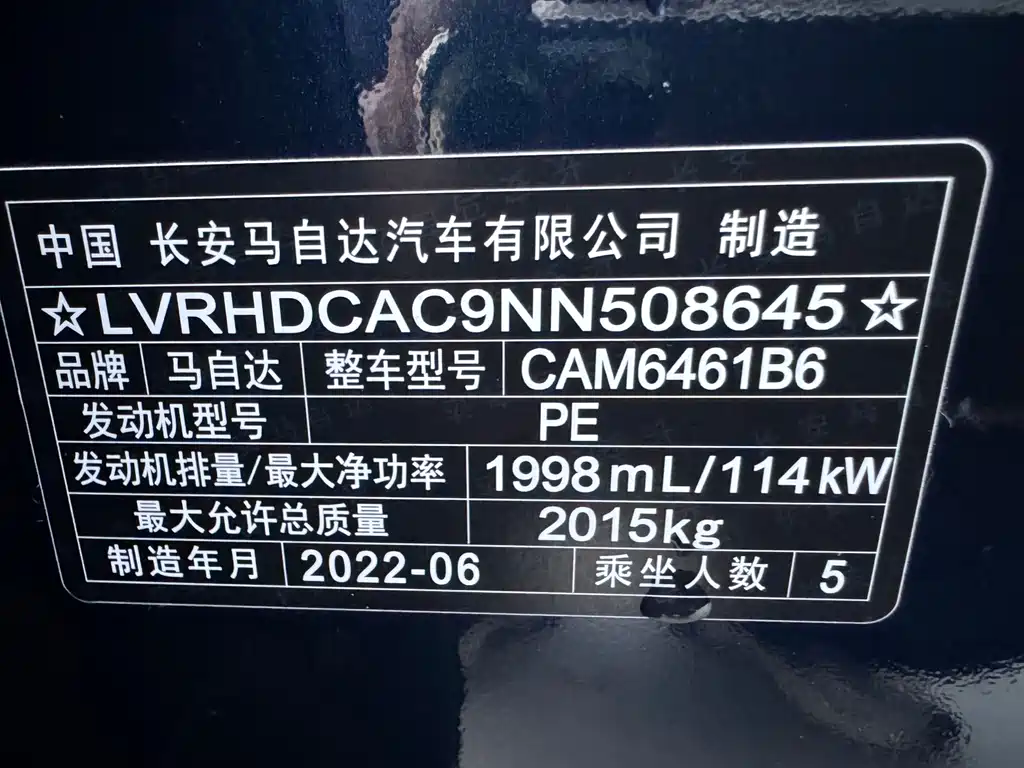 中国 长安马自达汽车有限公司 制造
☆LVRHDCAC9NN508645☆
品牌 马自达 整车型号 CAM6461B6
发动机型号 PE
发动机排量/最大净功率 1998mL/114kW
最大允许总质量 2015kg
制造年月 2022-06 乘坐人数 5